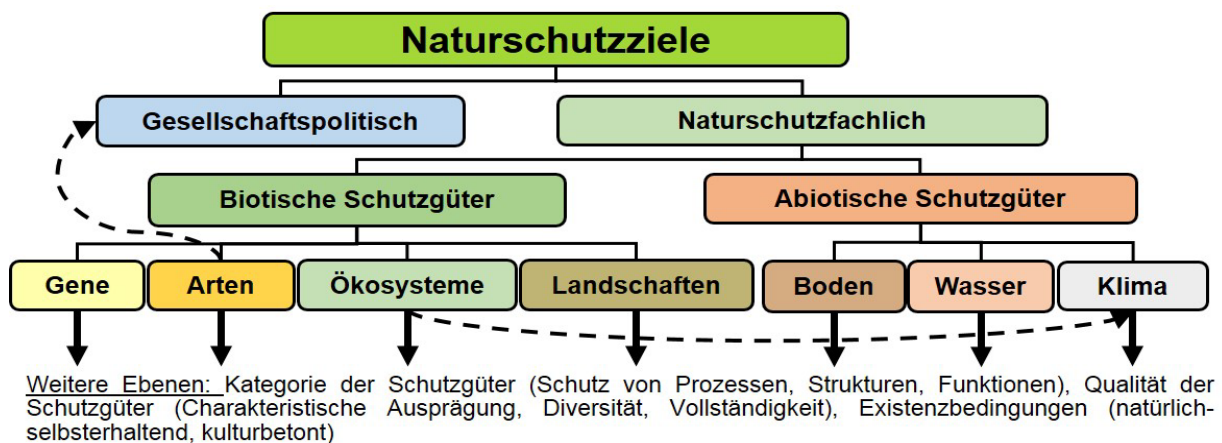 Naturschutzziele
Gesellschaftspolitisch
Naturschutzfachlich
Biotische Schutzgüter
Abiotische Schutzgüter
Gene
Arten
Ökosysteme
Landschaften
Boden
Wasser
Klima
Weitere Ebenen: Kategorie der Schutzgüter (Schutz von Prozessen, Strukturen, Funktionen), Qualität der
Schutzgüter (Charakteristische Ausprägung, Diversität, Vollständigkeit), Existenzbedingungen (natürlich-
selbsterhaltend, kulturbetont)